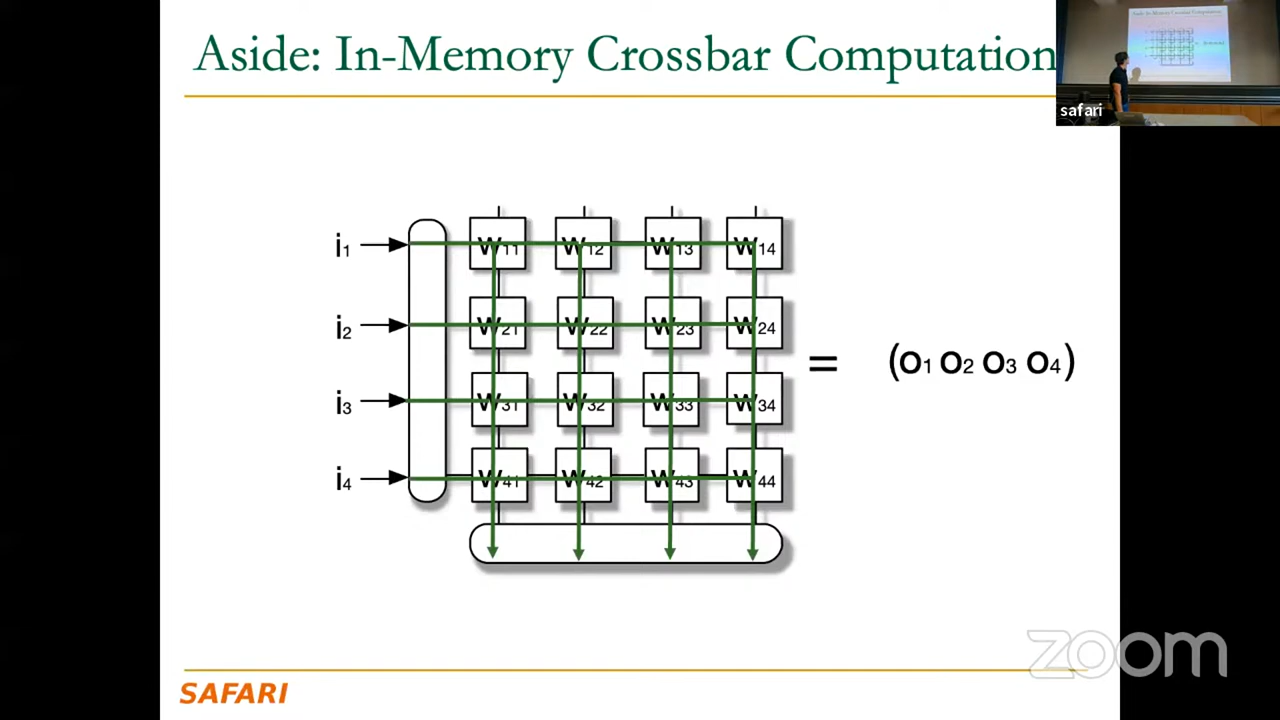 Aside: In-Memory Crossbar Computation
safari
i1 W11 W12 W13 W14
i2 W21 W22 W23 W24
= (O1 O2 O3 O4)
i3 W31 W32 W33 W34
i4 W41 W42 W43 W44
zoom
SAFARI